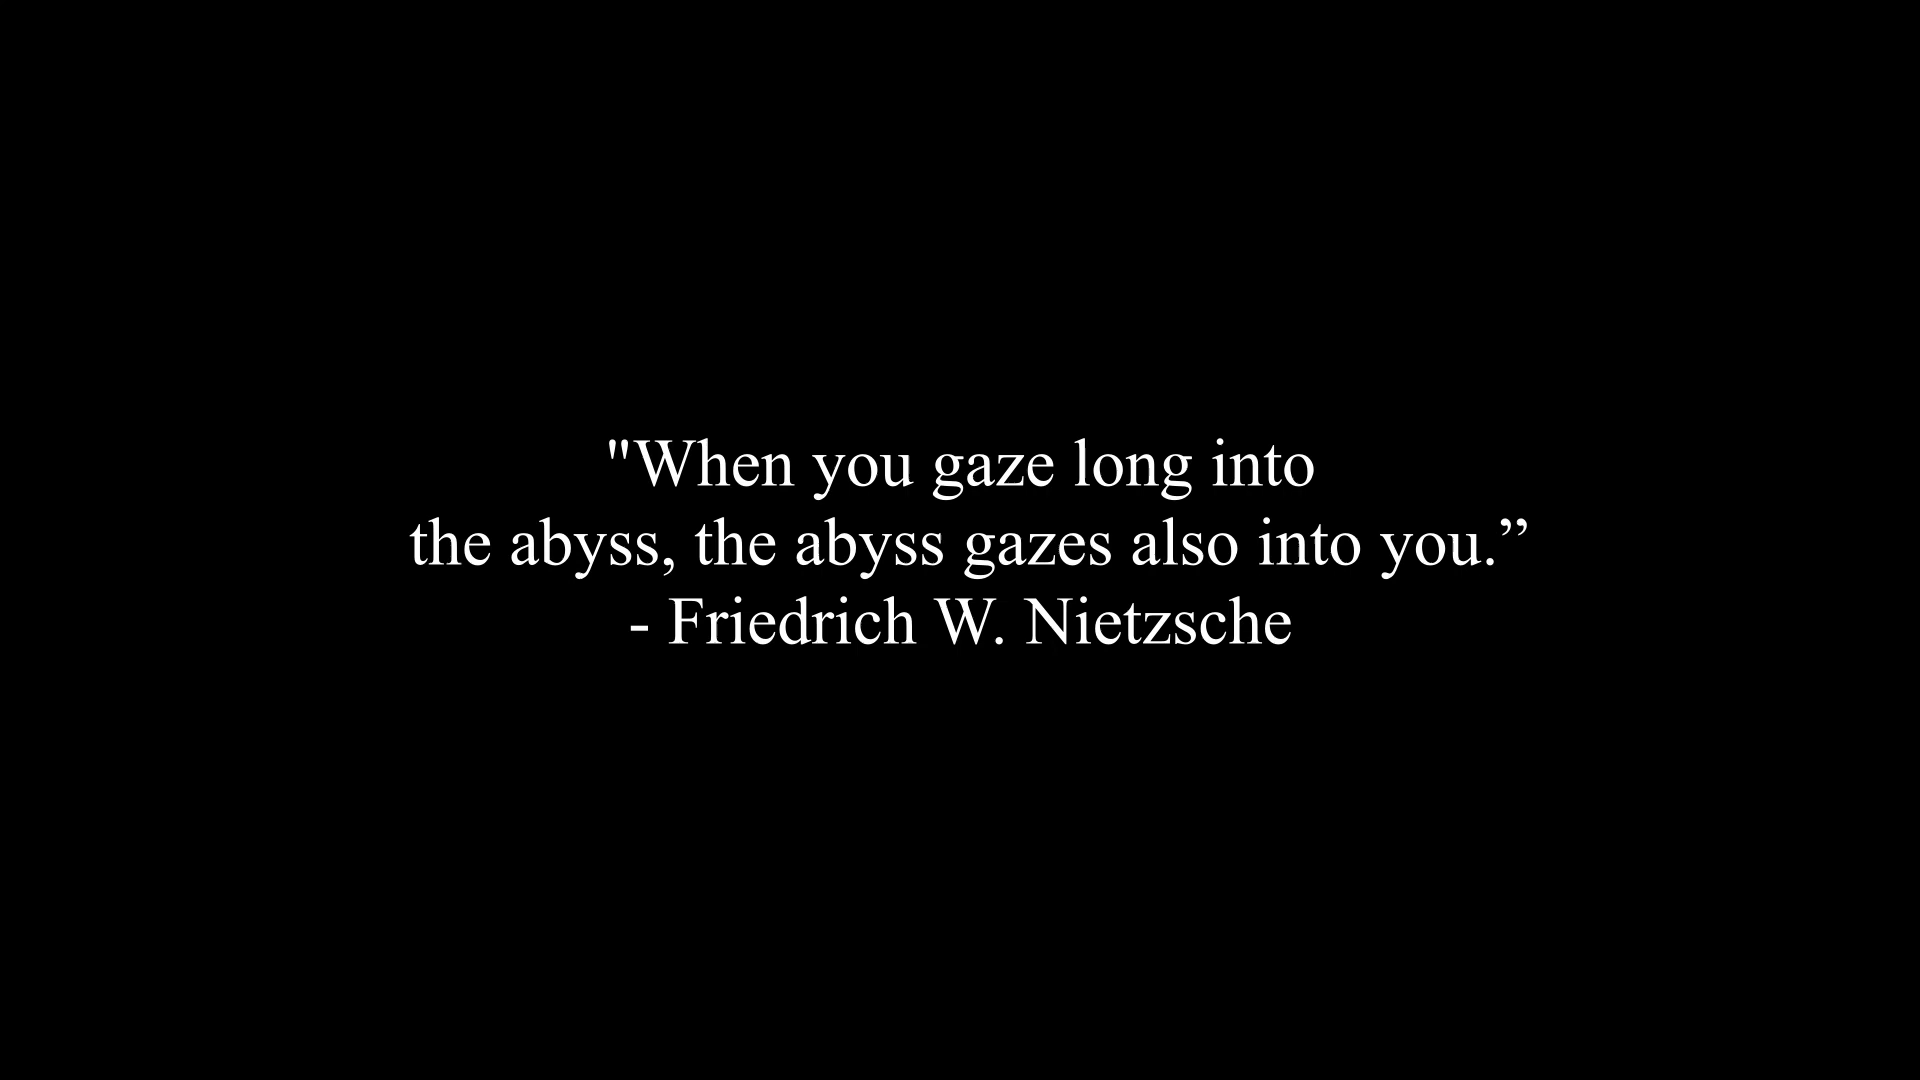 "When you gaze long into
the abyss, the abyss gazes also into you.”
- Friedrich W. Nietzsche